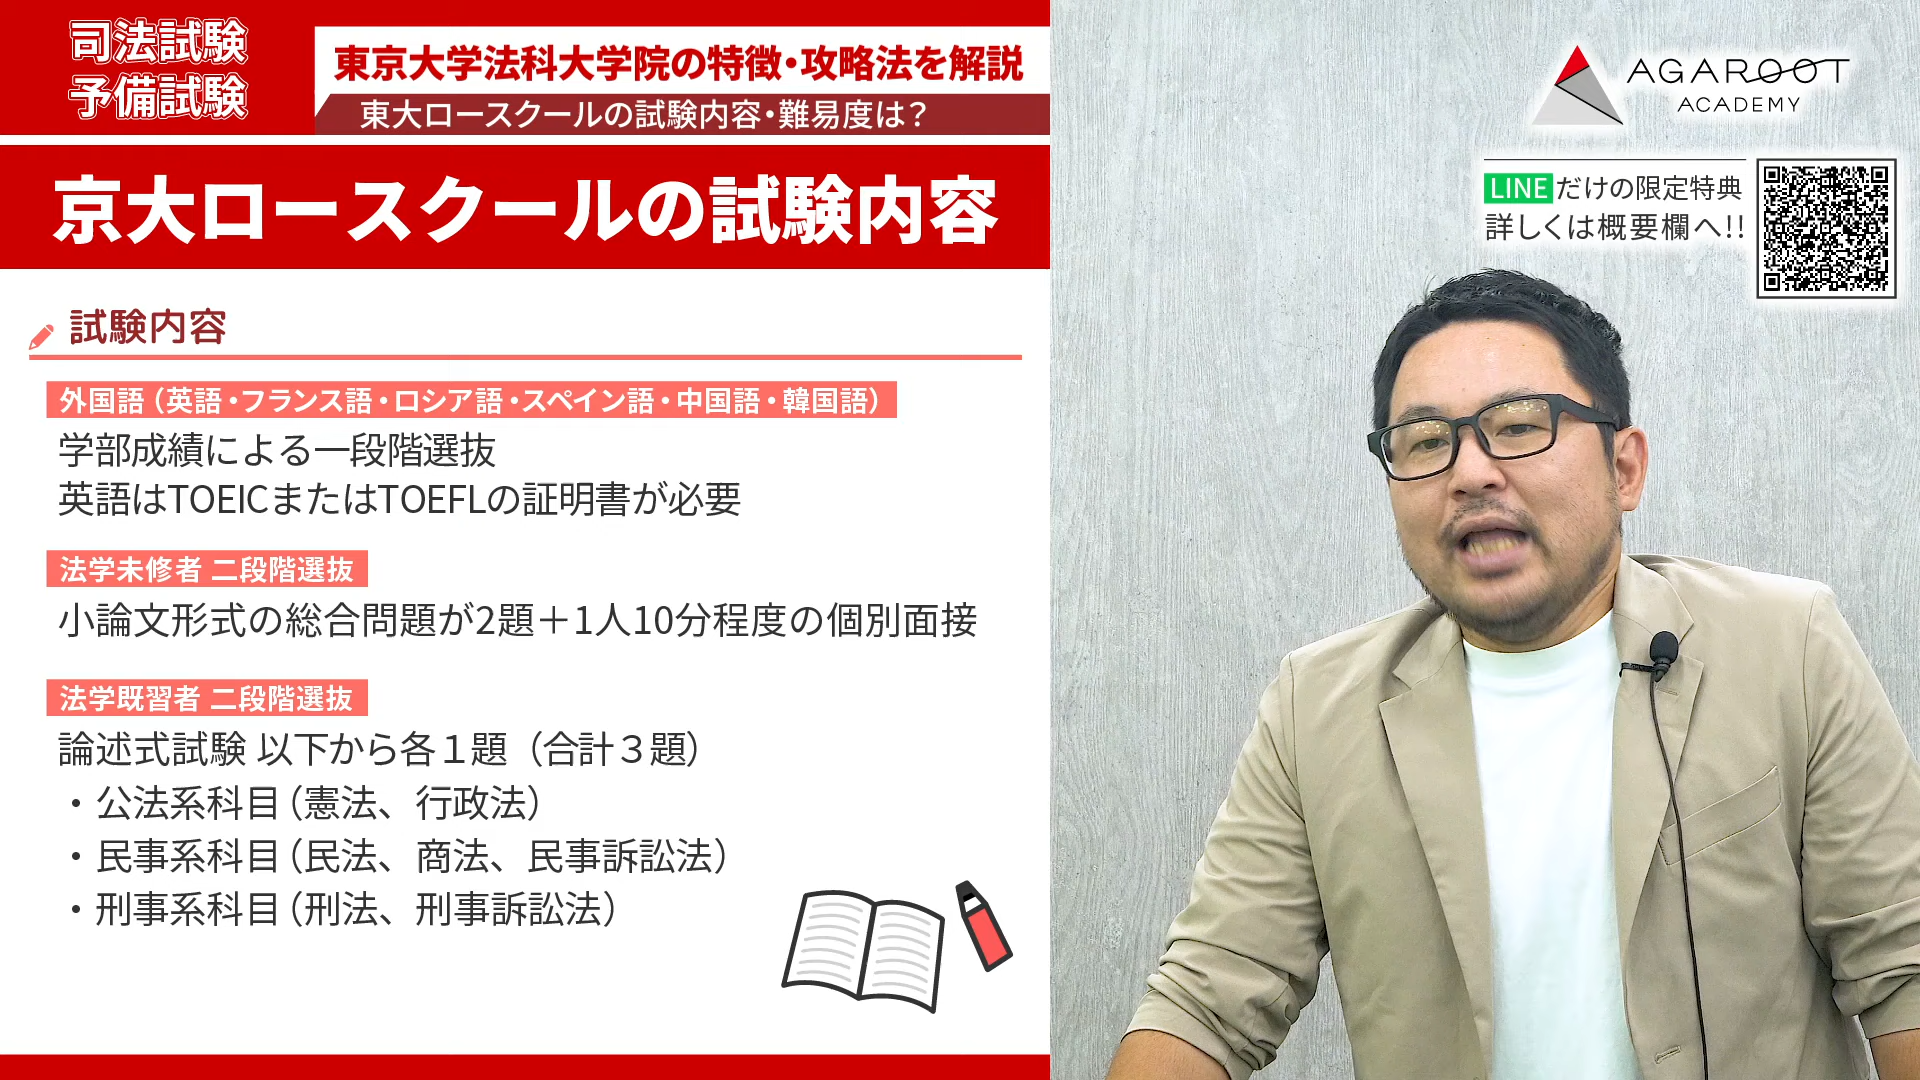 司法試験
予備試験
東京大学法科大学院の特徴・攻略法を解説
東大ロースクールの試験内容・難易度は？
京大ロースクールの試験内容
試験内容
外国語（英語・フランス語・ロシア語・スペイン語・中国語・韓国語）
学部成績による一段階選抜
英語はTOEICまたはTOEFLの証明書が必要
法学未修者 二段階選抜
小論文形式の総合問題が2題＋1人10分程度の個別面接
法学既習者 二段階選抜
論述式試験 以下から各１題（合計３題）
・公法系科目（憲法、行政法）
・民事系科目（民法、商法、民事訴訟法）
・刑事系科目（刑法、刑事訴訟法）
AGAROOT
ACADEMY
LINEだけの限定特典
詳しくは概要欄へ!!